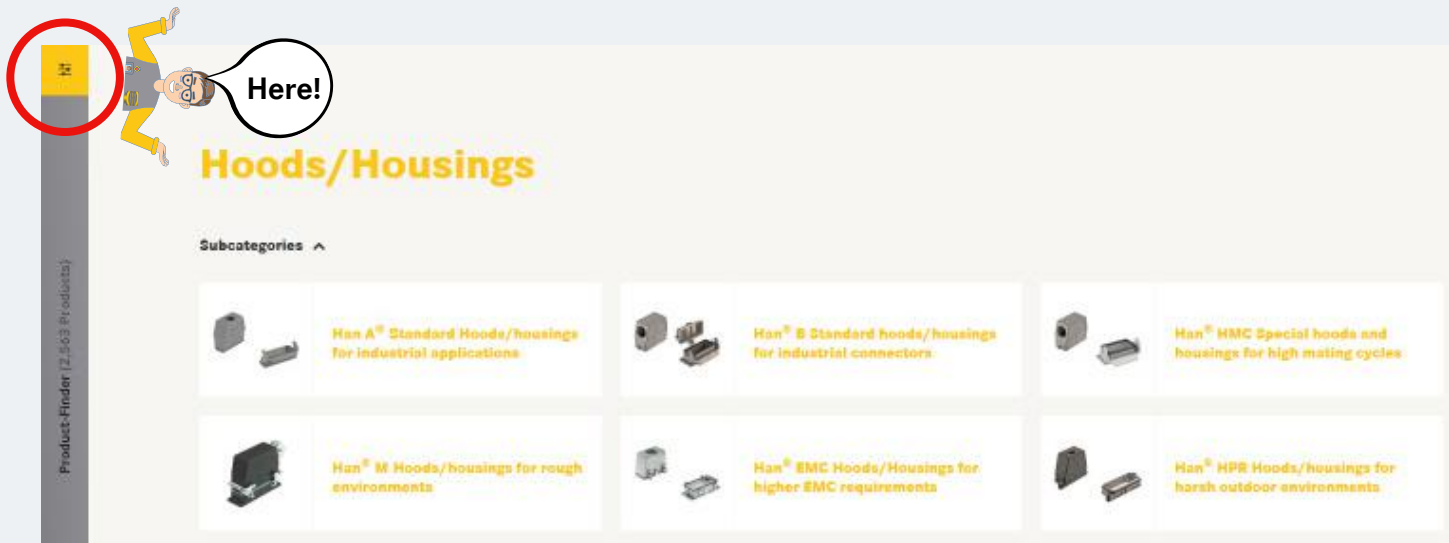 Here!
Hoods/Housings
Subcategories
Product-Finder (2,563 Products)
Han A® Standard Hoods/housings
for industrial applications
Han® B Standard hoods/housings
for industrial connectors
Han® HMC Special hoods and
housings for high mating cycles
Han® M Hoods/housings for rough
environments
Han® EMC Hoods/Housings for
higher EMC requirements
Han® HPR Hoods/housings for
harsh outdoor environments